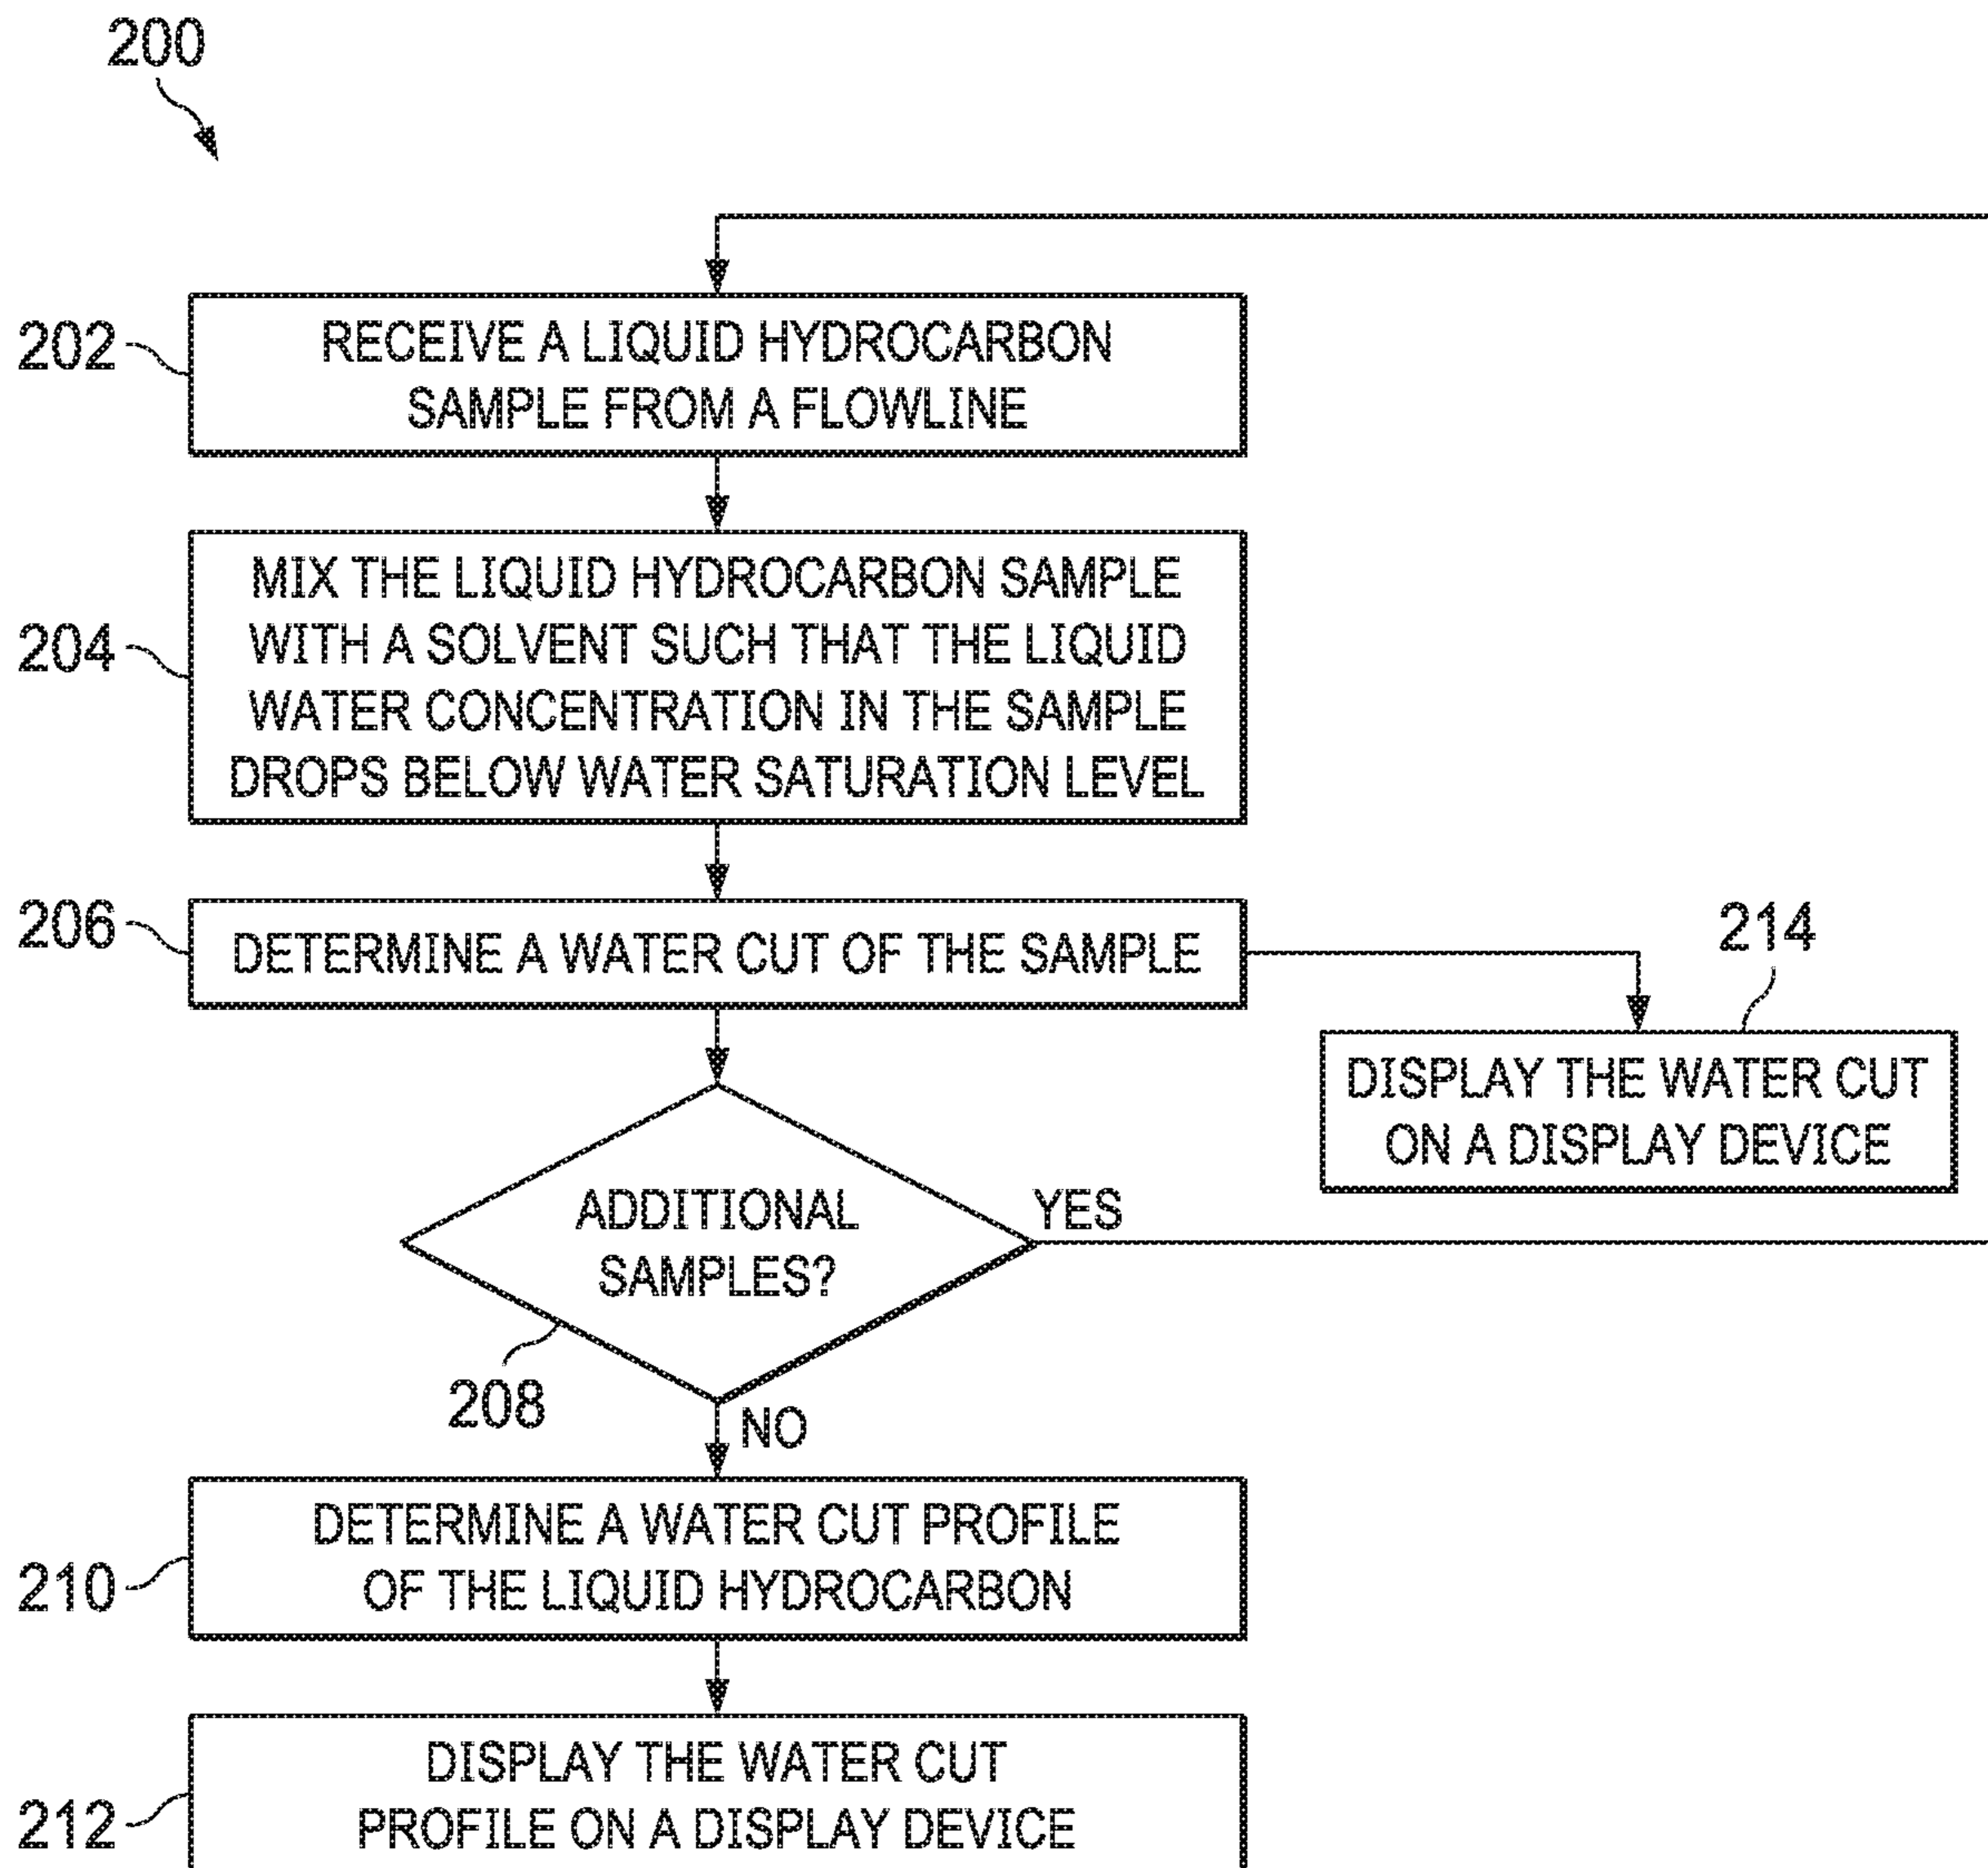 200
202
RECEIVE A LIQUID HYDROCARBON
SAMPLE FROM A FLOWLINE
204
MIX THE LIQUID HYDROCARBON SAMPLE
WITH A SOLVENT SUCH THAT THE LIQUID
WATER CONCENTRATION IN THE SAMPLE
DROPS BELOW WATER SATURATION LEVEL
206
DETERMINE A WATER CUT OF THE SAMPLE
214
DISPLAY THE WATER CUT
ON A DISPLAY DEVICE
ADDITIONAL
SAMPLES?
YES
208
NO
210
DETERMINE A WATER CUT PROFILE
OF THE LIQUID HYDROCARBON
212
DISPLAY THE WATER CUT
PROFILE ON A DISPLAY DEVICE